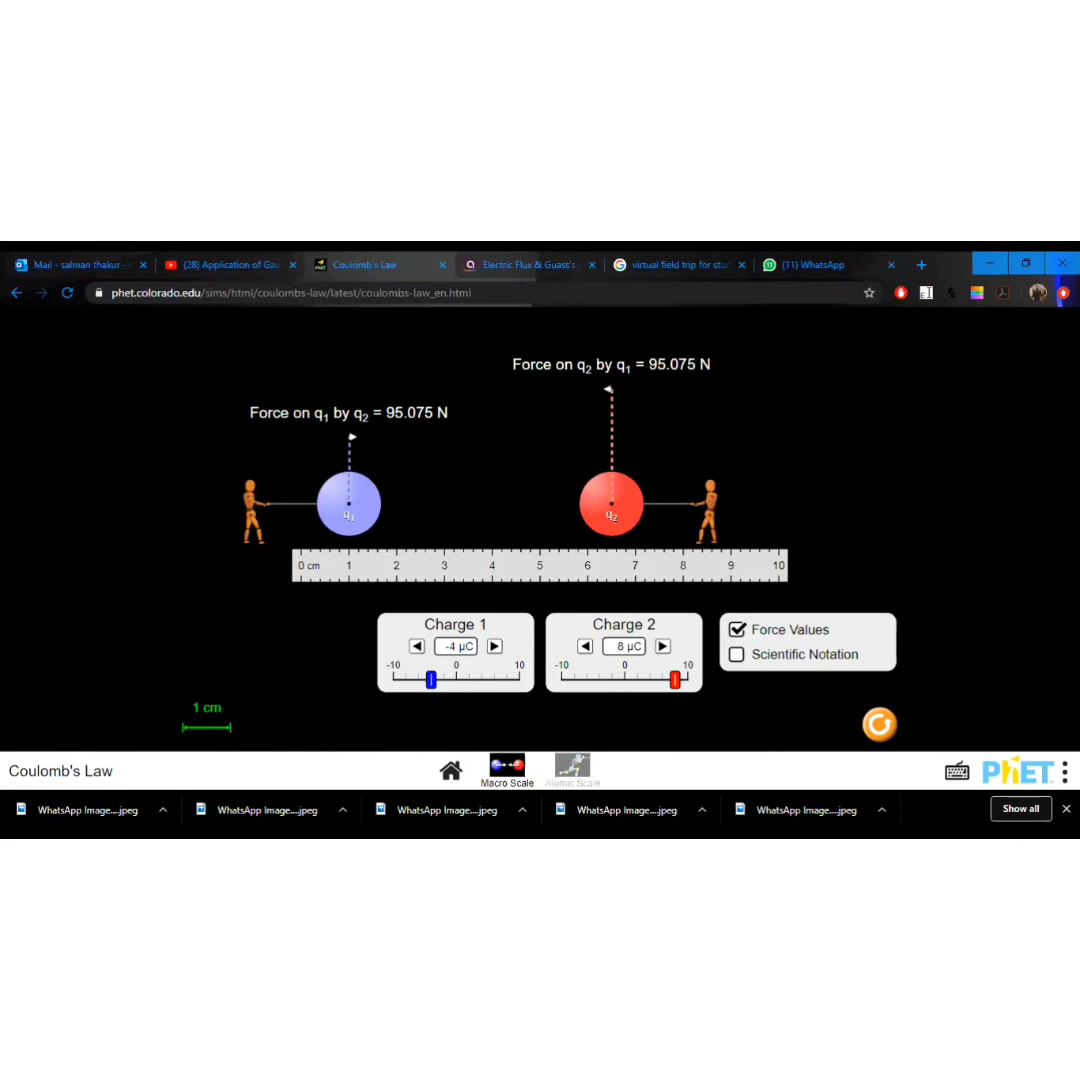 Mail - salman thakur -
(28) Application of Gau
Coulomb's Law
Electric Flux & Guass's
virtual field trip for stud
(11) WhatsApp
phet.colorado.edu/sims/html/coulombs-law/latest/coulombs-law_en.html
Force on q2 by q1 = 95.075 N
Force on q1 by q2 = 95.075 N
q1
q2
0 cm 1 2 3 4 5 6 7 8 9 10
Charge 1
-4 µC
-10 0 10
Charge 2
8 µC
-10 0 10
Force Values
Scientific Notation
1 cm
Coulomb's Law
Macro Scale
Atomic Scale
PhET
WhatsApp Image....jpeg
WhatsApp Image....jpeg
WhatsApp Image....jpeg
WhatsApp Image....jpeg
WhatsApp Image....jpeg
Show all